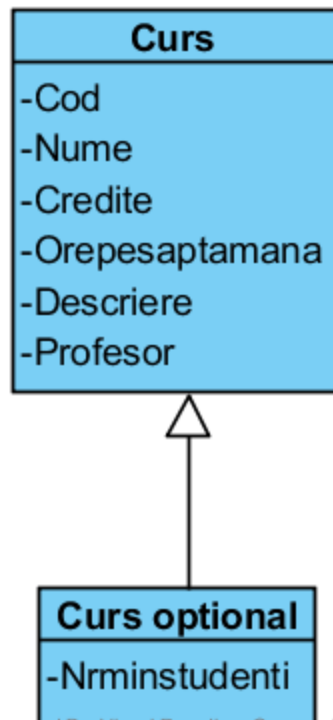 Curs
-Cod
-Nume
-Credite
-Orepesaptamana
-Descriere
-Profesor
Curs optional
-Nrminstudenti